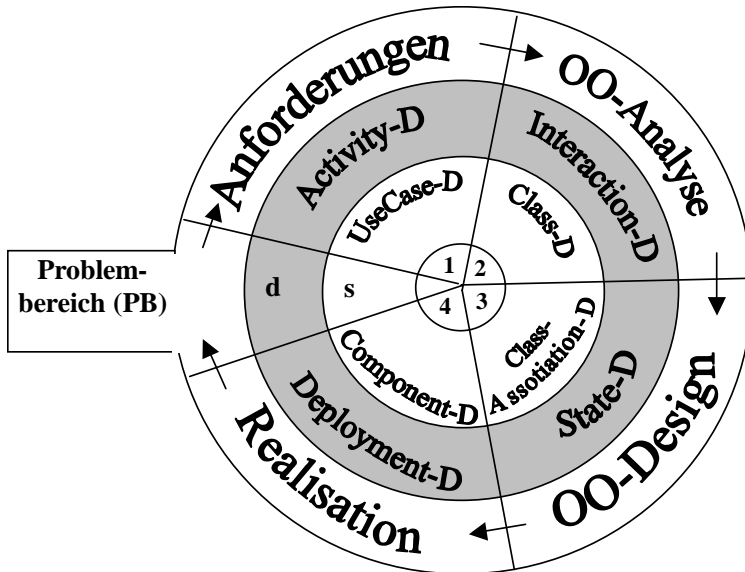 Anforderungen
OO-Analyse
Activity-D
Interaction-D
UseCase-D
Class-D
Problem-
bereich (PB)
d
s
1
2
4
3
Component-D
Class-
Assotiation-D
Deployment-D
State-D
Realisation
OO-Design